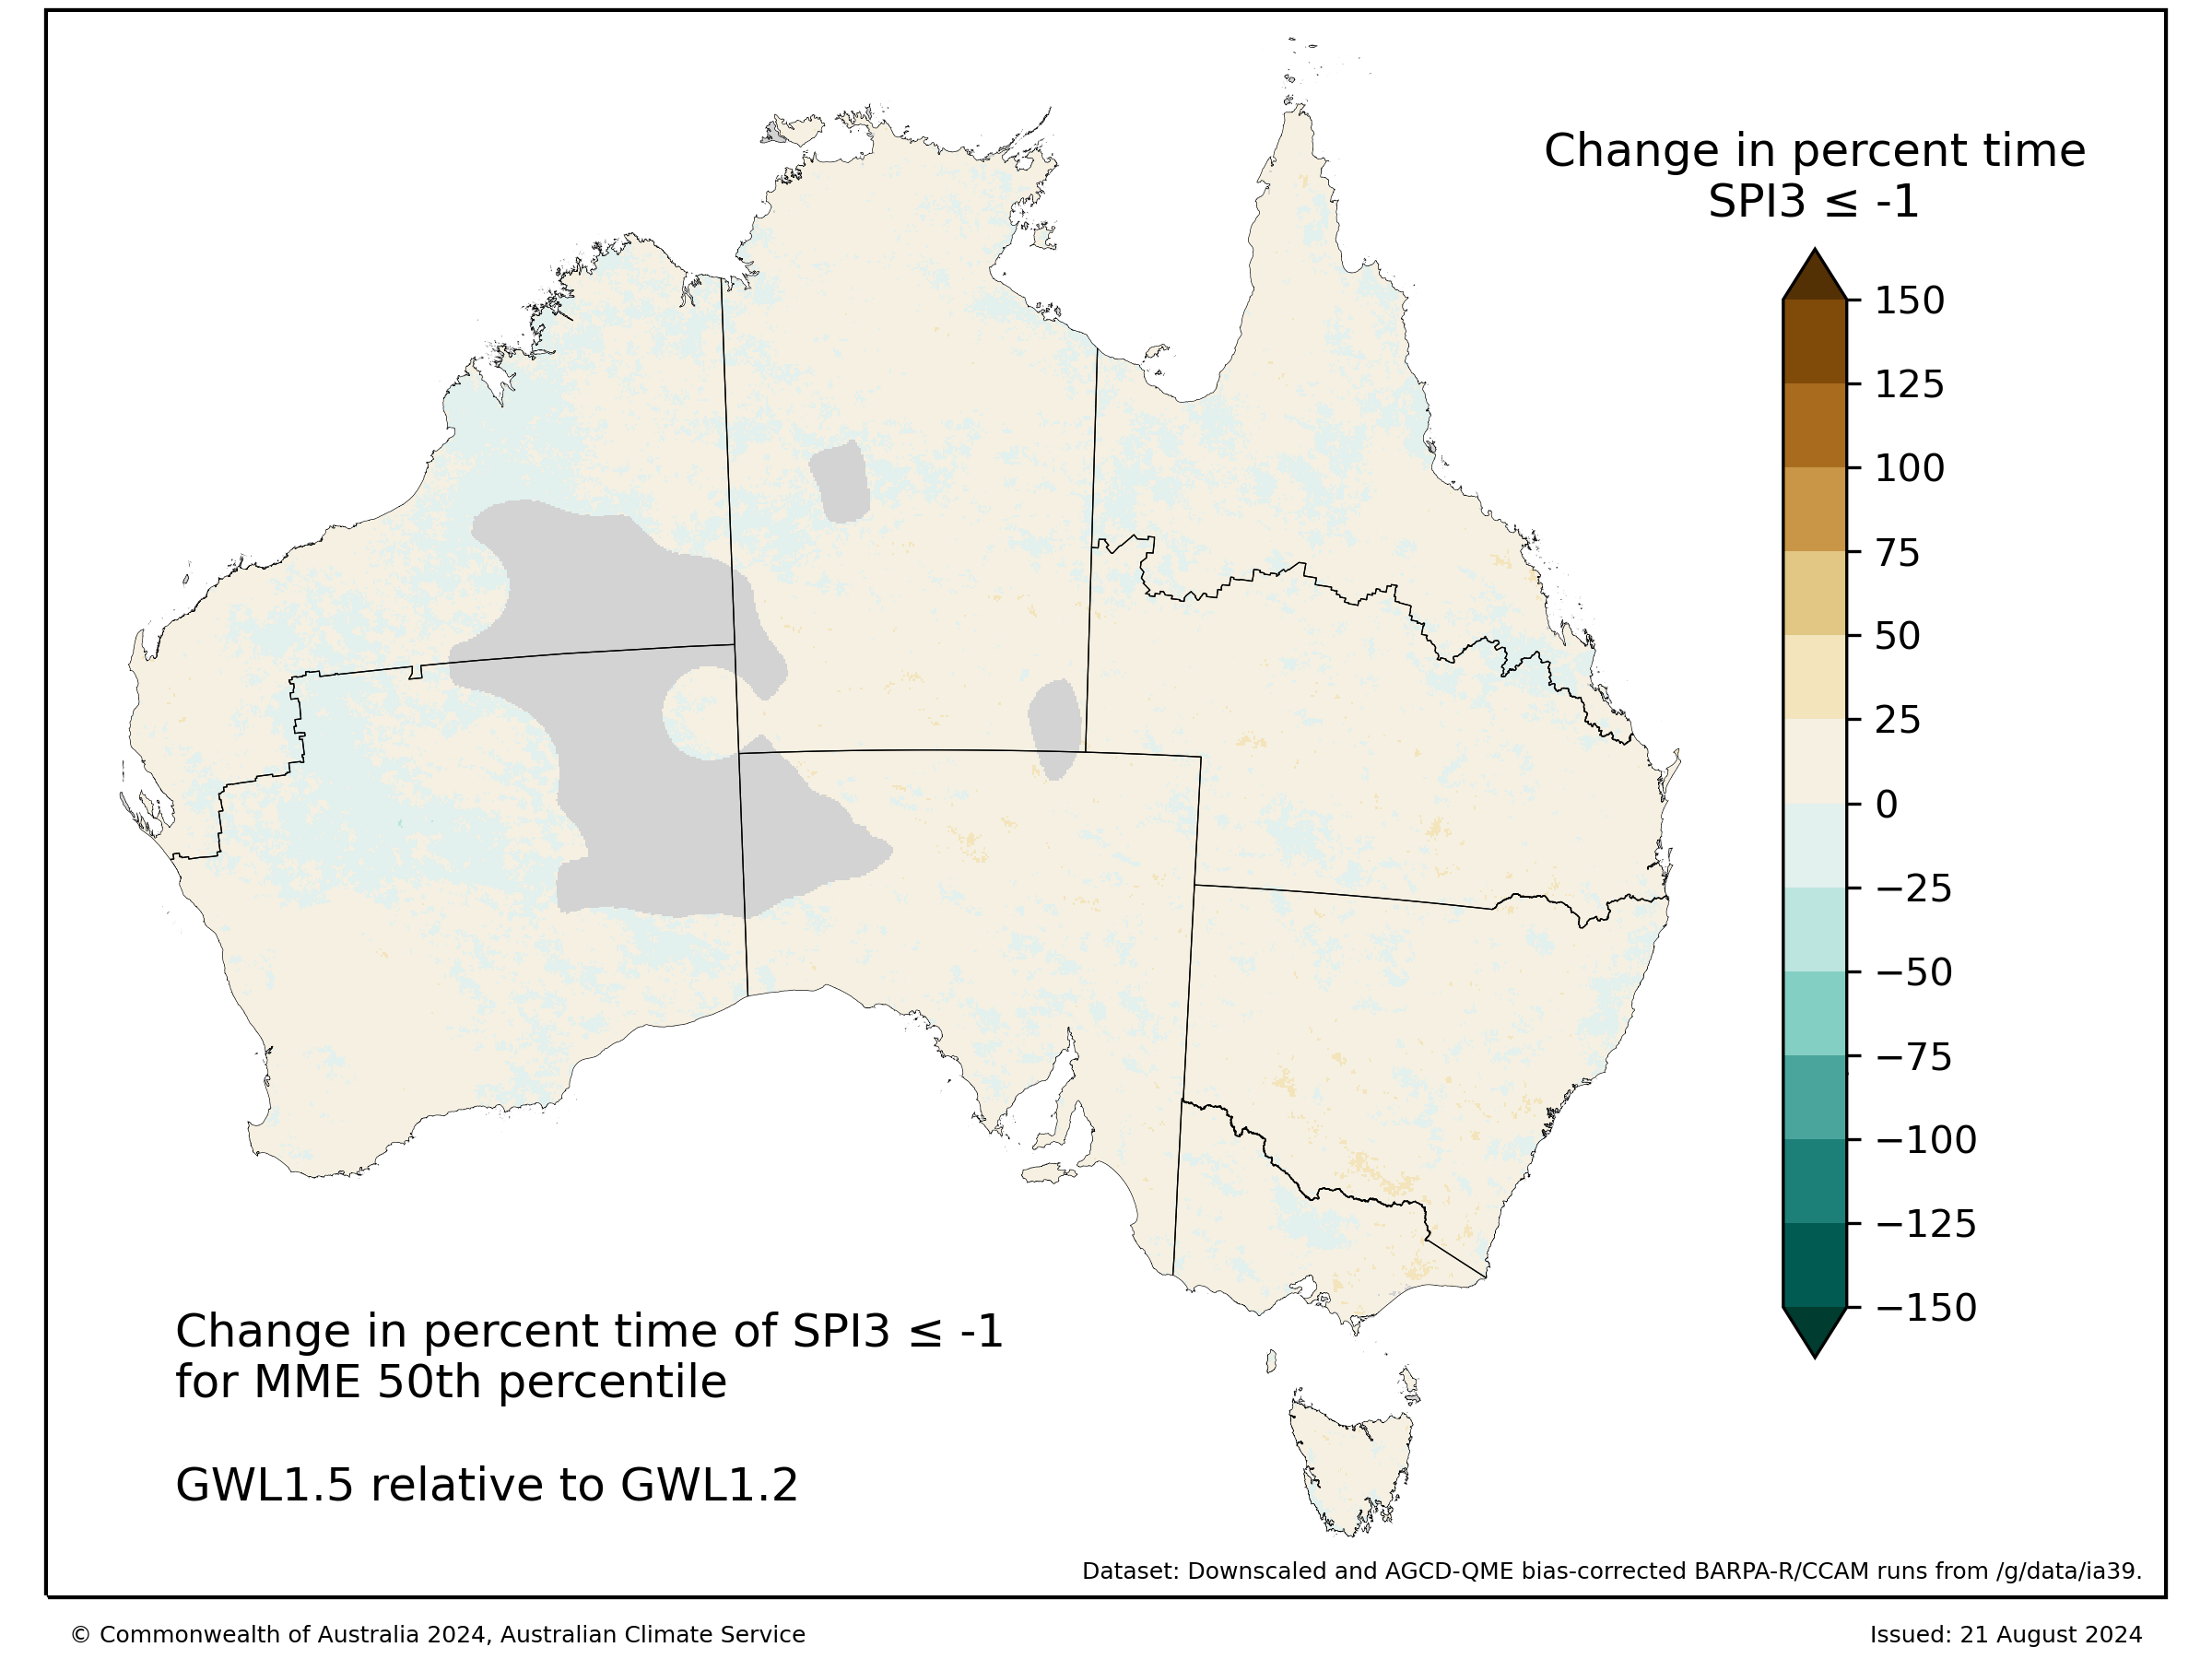 Change in percent time
SPI3 ≤ -1
150
125
100
75
50
25
0
−25
−50
−75
−100
−125
−150
Change in percent time of SPI3 ≤ -1
for MME 50th percentile
GWL1.5 relative to GWL1.2
Dataset: Downscaled and AGCD-QME bias-corrected BARPA-R/CCAM runs from /g/data/ia39.
© Commonwealth of Australia 2024, Australian Climate Service
Issued: 21 August 2024